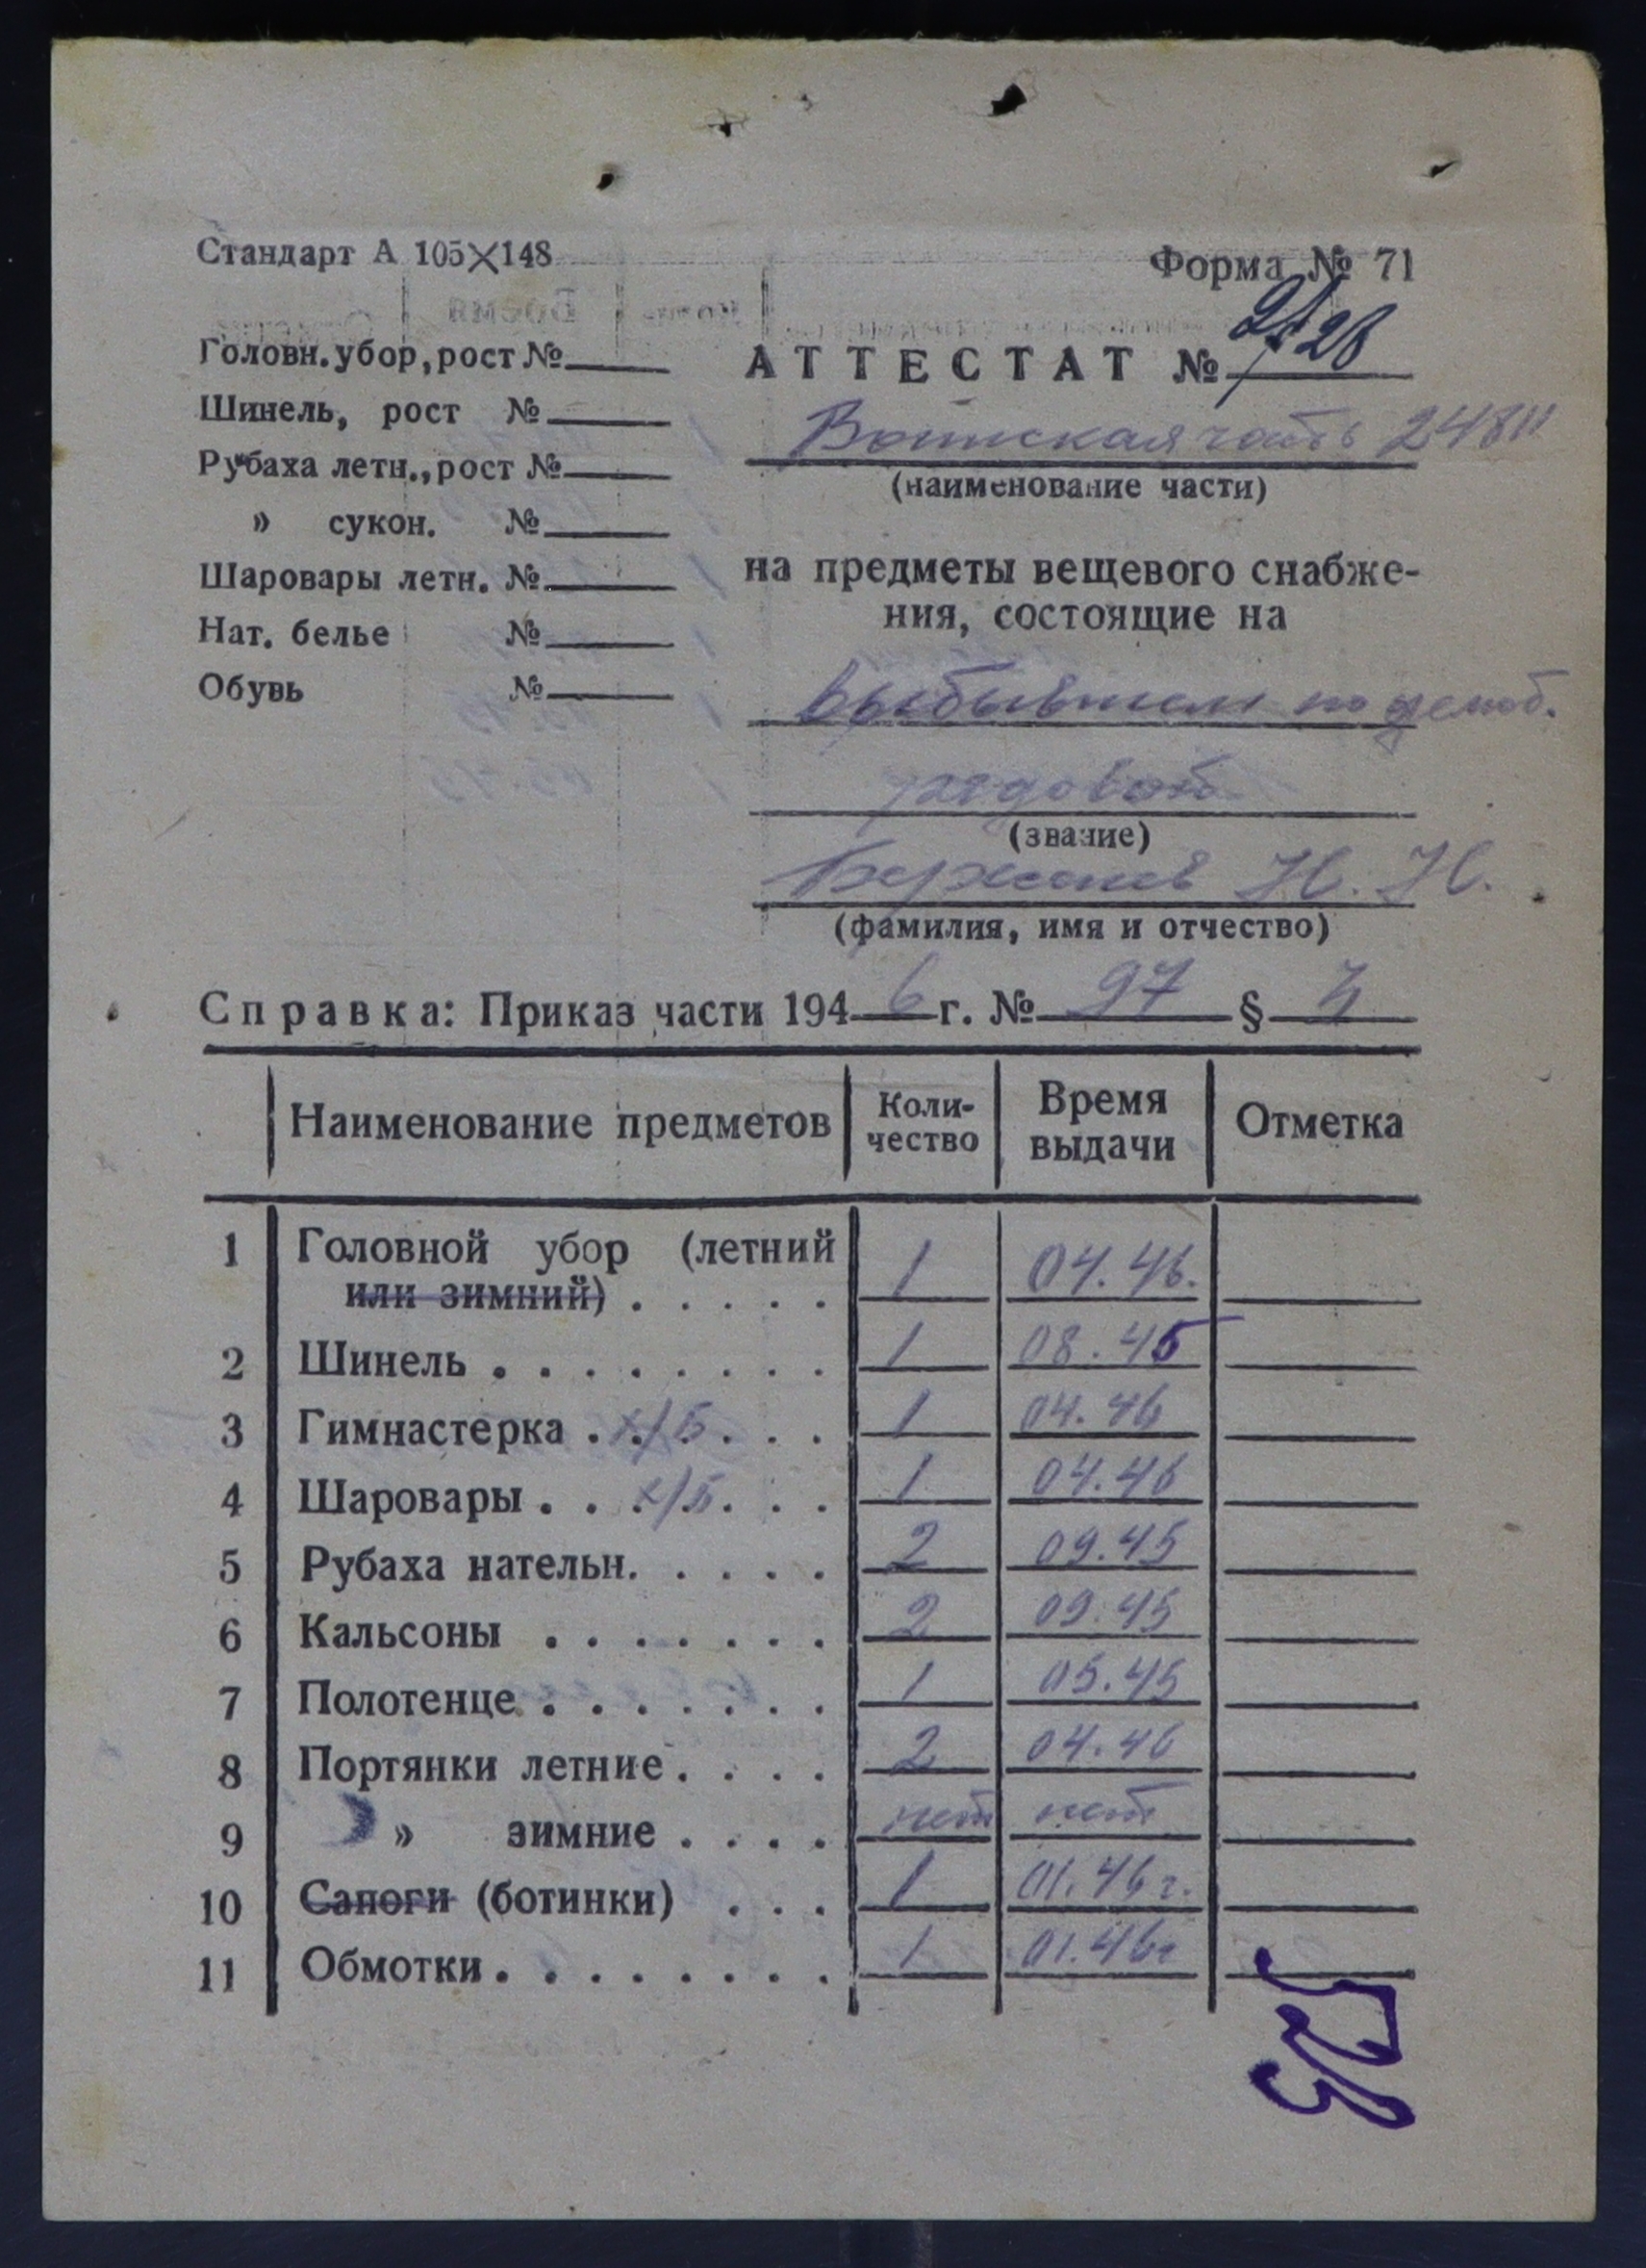 Стандарт А 105×148
Форма № 71
Головн. убор, рост №
Шинель, рост №
Рубаха летн., рост №
» сукон. №
Шаровары летн. №
Нат. белье №
Обувь №
АТТЕСТАТ №
Воинская часть 24811
(наименование части)
на предметы вещевого снабже-
ния, состоящие на
выбывшем по демоб.
рядовой
(звание)
Н. Н.
(фамилия, имя и отчество)
Справка: Приказ части 1946 г. № 97 §
Наименование предметов Коли-чество Время выдачи Отметка
1 Головной убор (летний
или зимний) . . . . . 1 04.46.
2 Шинель . . . . . . . . 1 08.45
3 Гимнастерка . х/б . . . 1 04.46
4 Шаровары . . . х/б . . . 1 04.46
5 Рубаха нательн. . . . . 2 09.45
6 Кальсоны . . . . . . . 2 09.45
7 Полотенце . . . . . . . 1 05.45
8 Портянки летние . . . . 2 04.46
9 » зимние . . . . нет нет
10 Сапоги (ботинки) . . . 1 01.46г.
11 Обмотки . . . . . . . . 1 01.46г